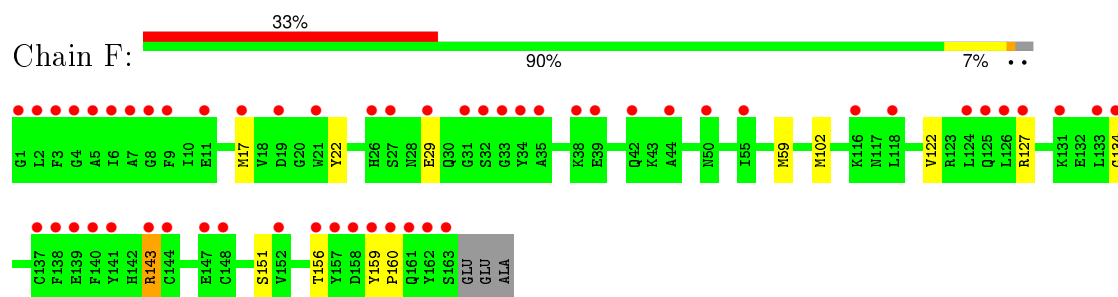 33%
Chain F:
90% 7% • •
G1 L2 F3 G4 A5 I6 A7 G8 F9 I10 E11 M17 V18 D19 G20 W21 Y22 H26 S27 N28 E29 Q30 G31 S32 G33 Y34 A35 K38 E39 Q42 K43 A44 N50 I55 M59 M102 K116 N117 L118 V122 R123 L124 Q125 L126 R127 K131 E132 L133 G134
C137 F138 E139 F140 Y141 H142 R143 C144 E147 C148 S151 V152 T156 Y157 D158 Y159 P160 Q161 Y162 S163 GLU GLU ALA